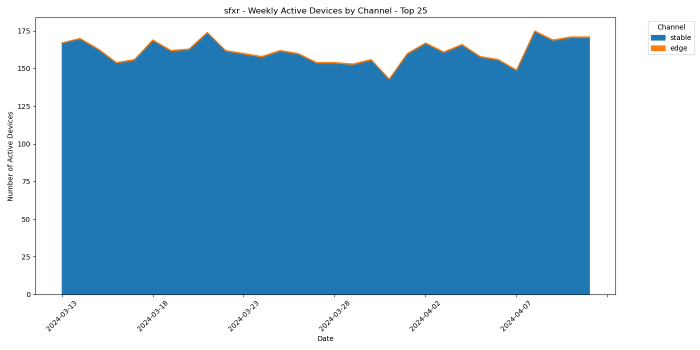 sfxr - Weekly Active Devices by Channel - Top 25
Channel
stable
edge
Number of Active Devices
175
150
125
100
75
50
25
0
2024-03-13
2024-03-18
2024-03-23
2024-03-28
2024-04-02
2024-04-07
Date